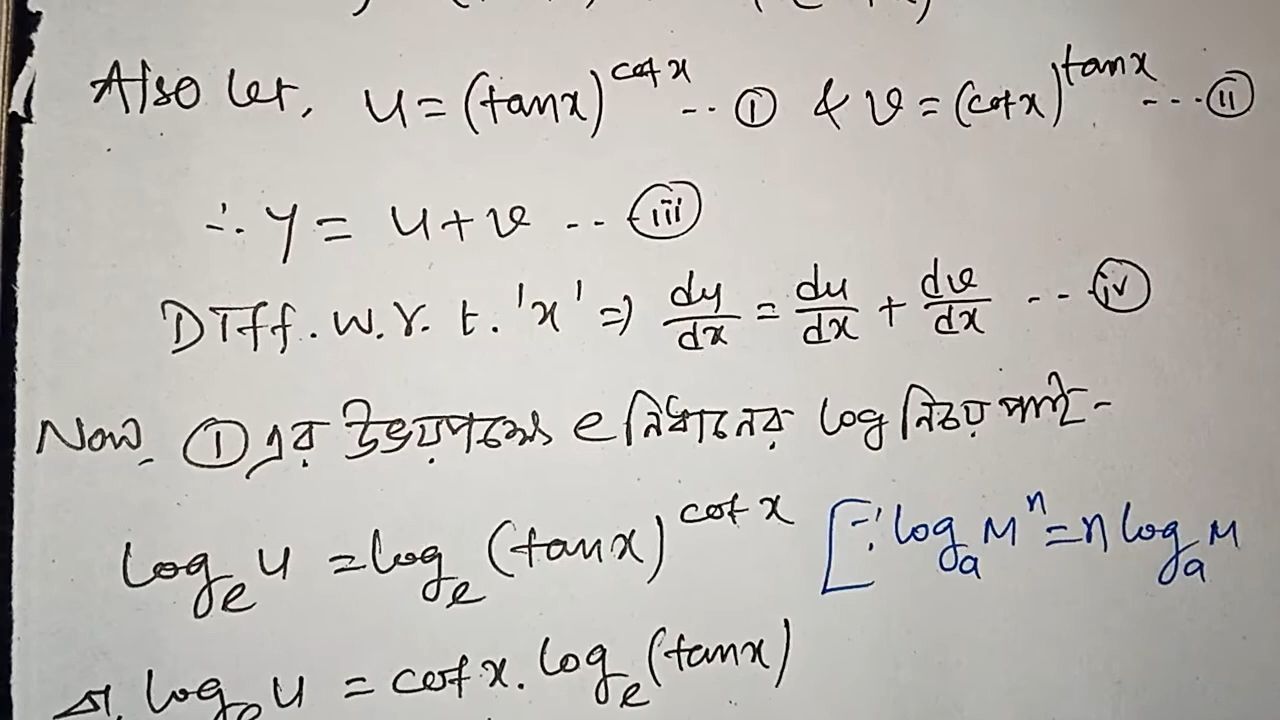 Also let, u = (tanx)^cotx -- (i) & v = (cotx)^tanx --- (ii)
∴ y = u + v -- (iii)
Diff. w.r.t. 'x' ⇒ dy/dx = du/dx + dv/dx -- (iv)
Now, (i) এর উভয়পক্ষে e নিধানের log নিয়ে পাই-
log_e u = log_e (tanx)^cotx [∵ log_a M^n = n log_a M
বা, log_e u = cotx. log_e (tanx)